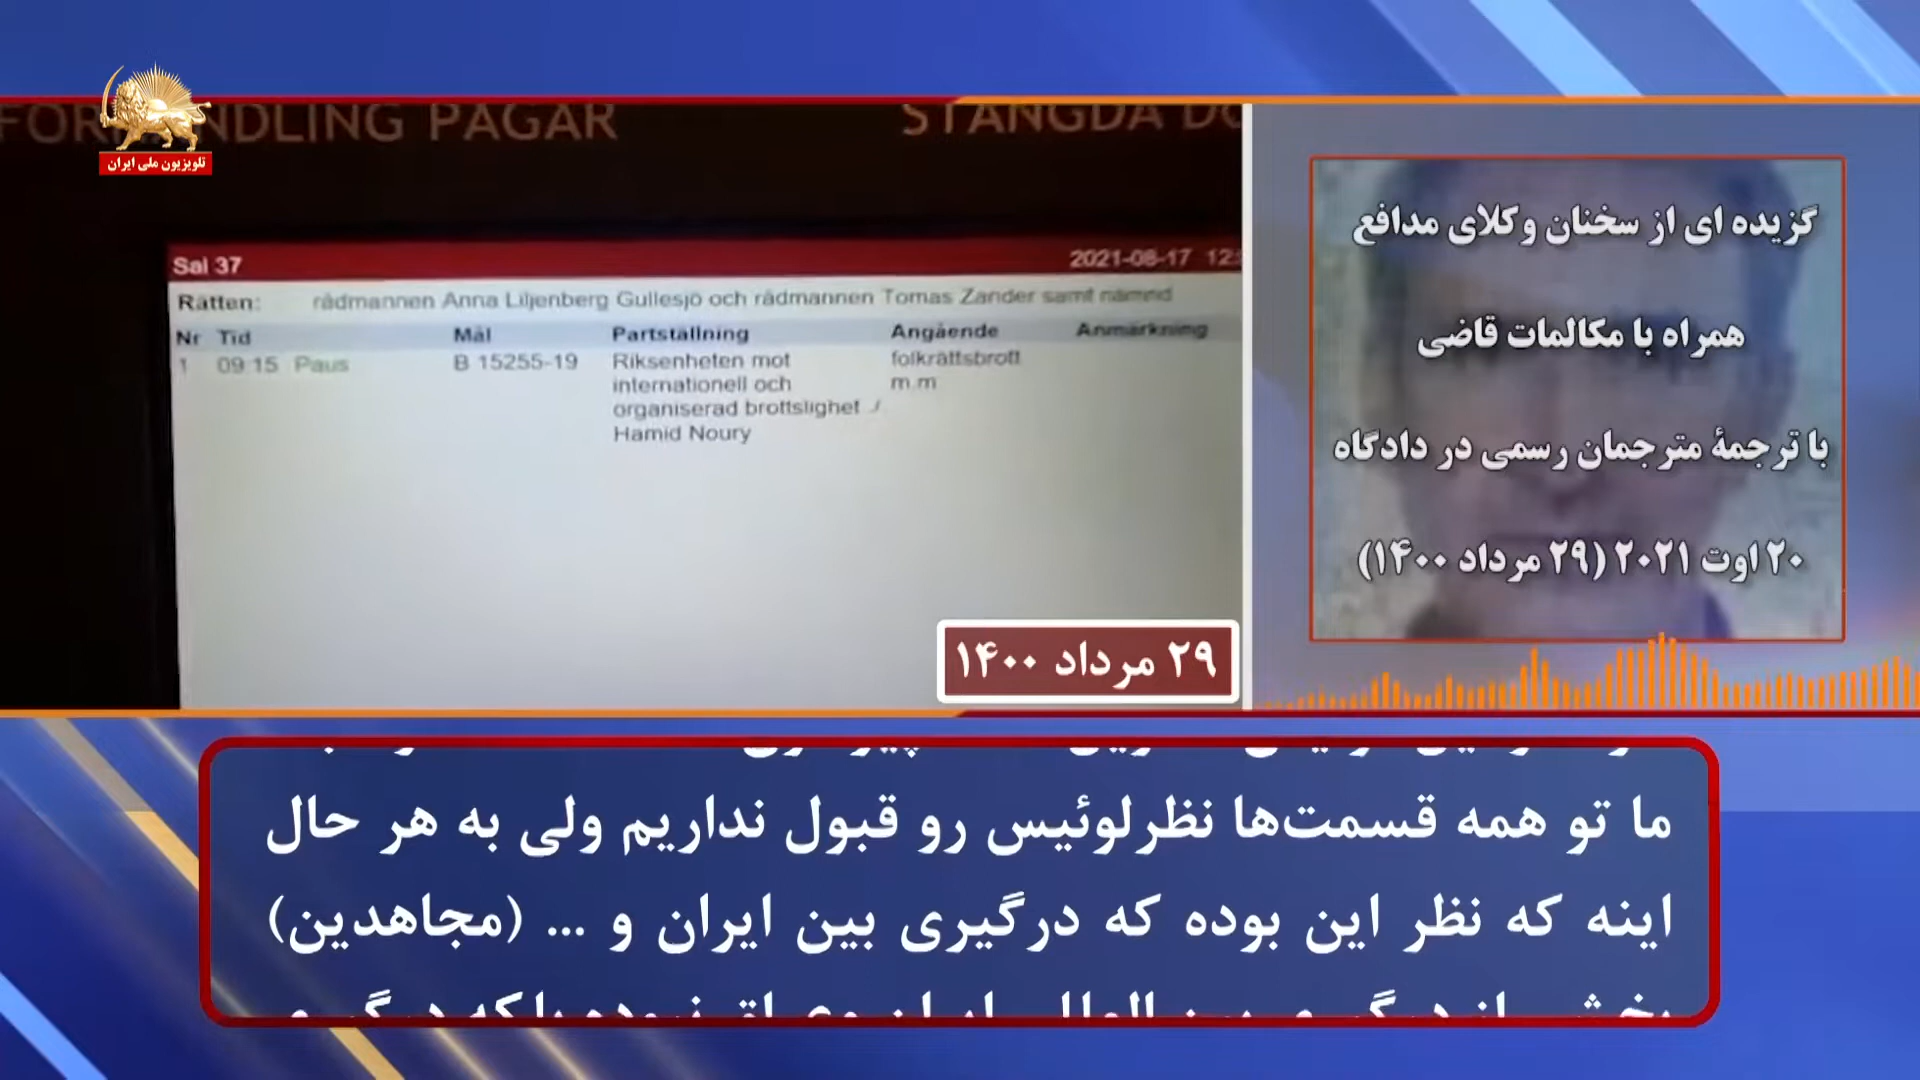 FÖRHANDLING PÅGÅR
STÄNGDA
تلویزیون ملی ایران
Sal 37
2021-08-17
Rätten: rådmannen Anna Liljenberg Gullesjö och rådmannen Tomas Zander samt nämnd
Nr Tid Mål Partställning Angående Anmärkning
1 09:15 Paus B 15255-19 Riksenheten mot folkrättsbrott
internationell och m.m
organiserad brottslighet ./
Hamid Noury
۲۹ مرداد ۱۴۰۰
گزیده ای از سخنان وکلای مدافع
همراه با مکالمات قاضی
با ترجمهٔ مترجمان رسمی در دادگاه
۲۰ اوت ۲۰۲۱ (۲۹ مرداد ۱۴۰۰)
ما تو همه قسمت‌ها نظرلوئیس رو قبول نداریم ولی به هر حال
اینه که نظر این بوده که درگیری بین ایران و ... (مجاهدین)